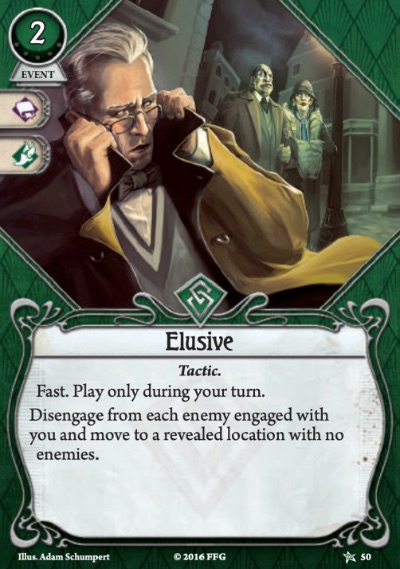 2
EVENT
Elusive
Tactic.
Fast. Play only during your turn.
Disengage from each enemy engaged with
you and move to a revealed location with no
enemies.
Illus. Adam Schumpert © 2016 FFG 50